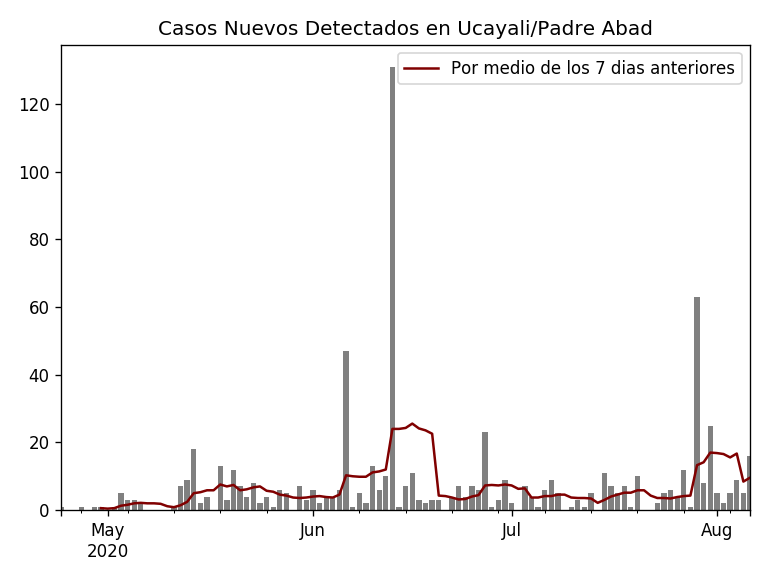 Casos Nuevos Detectados en Ucayali/Padre Abad
Por medio de los 7 dias anteriores
120
100
80
60
40
20
0
May
2020
Jun
Jul
Aug